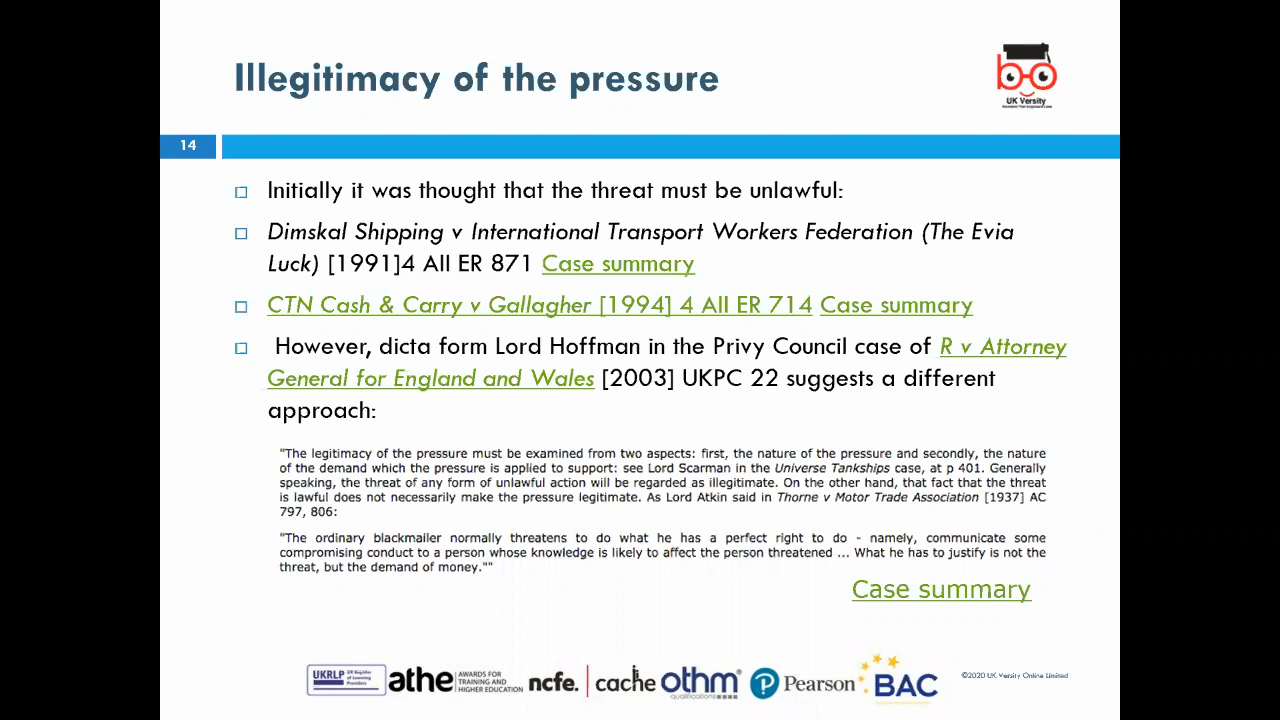 Illegitimacy of the pressure
UK Versity
14
Initially it was thought that the threat must be unlawful:
Dimskal Shipping v International Transport Workers Federation (The Evia
Luck) [1991]4 All ER 871 Case summary
CTN Cash & Carry v Gallagher [1994] 4 All ER 714 Case summary
However, dicta form Lord Hoffman in the Privy Council case of R v Attorney
General for England and Wales [2003] UKPC 22 suggests a different
approach:
"The legitimacy of the pressure must be examined from two aspects: first, the nature of the pressure and secondly, the nature
of the demand which the pressure is applied to support: see Lord Scarman in the Universe Tankships case, at p 401. Generally
speaking, the threat of any form of unlawful action will be regarded as illegitimate. On the other hand, that fact that the threat
is lawful does not necessarily make the pressure legitimate. As Lord Atkin said in Thorne v Motor Trade Association [1937] AC
797, 806:
"The ordinary blackmailer normally threatens to do what he has a perfect right to do - namely, communicate some
compromising conduct to a person whose knowledge is likely to affect the person threatened ... What he has to justify is not the
threat, but the demand of money.""
Case summary
UKRLP UK Register of Learning Providers
athe AWARDS FOR TRAINING AND HIGHER EDUCATION
ncfe.
cache
othm qualifications
Pearson
BAC
©2020 UK Versity Online Limited